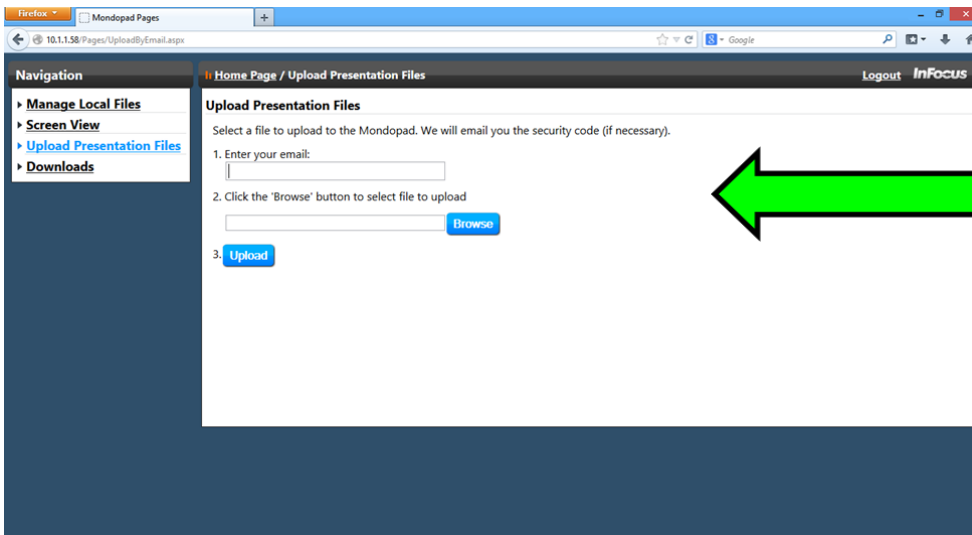 Firefox
Mondopad Pages
10.1.1.58/Pages/UploadByEmail.aspx
Google
Navigation
Home Page / Upload Presentation Files
Logout
InFocus
Manage Local Files
Screen View
Upload Presentation Files
Downloads
Upload Presentation Files
Select a file to upload to the Mondopad. We will email you the security code (if necessary).
1. Enter your email:
2. Click the 'Browse' button to select file to upload
Browse
3. Upload